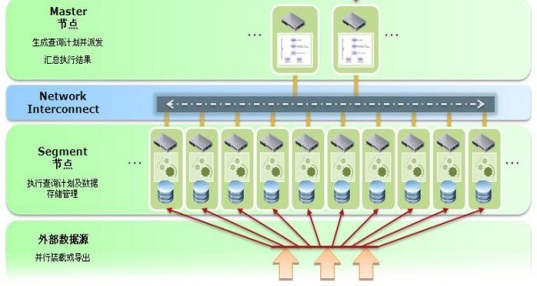 Master
节点
生成查询计划并派发
汇总执行结果
...
...
Network
Interconnect
Segment
节点
执行查询计划及数据
存储管理
...
...
外部数据源
并行装载或导出